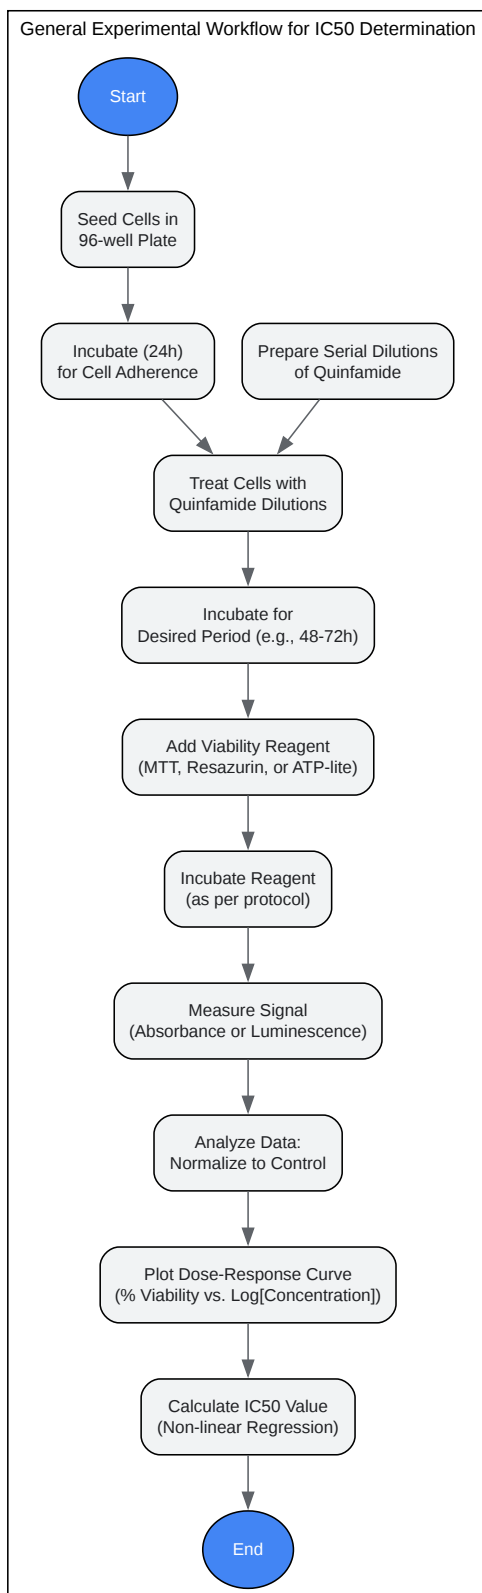 General Experimental Workflow for IC50 Determination
Start
Seed Cells in
96-well Plate
Incubate (24h)
for Cell Adherence
Prepare Serial Dilutions
of Quinfamide
Treat Cells with
Quinfamide Dilutions
Incubate for
Desired Period (e.g., 48-72h)
Add Viability Reagent
(MTT, Resazurin, or ATP-lite)
Incubate Reagent
(as per protocol)
Measure Signal
(Absorbance or Luminescence)
Analyze Data:
Normalize to Control
Plot Dose-Response Curve
(% Viability vs. Log[Concentration])
Calculate IC50 Value
(Non-linear Regression)
End